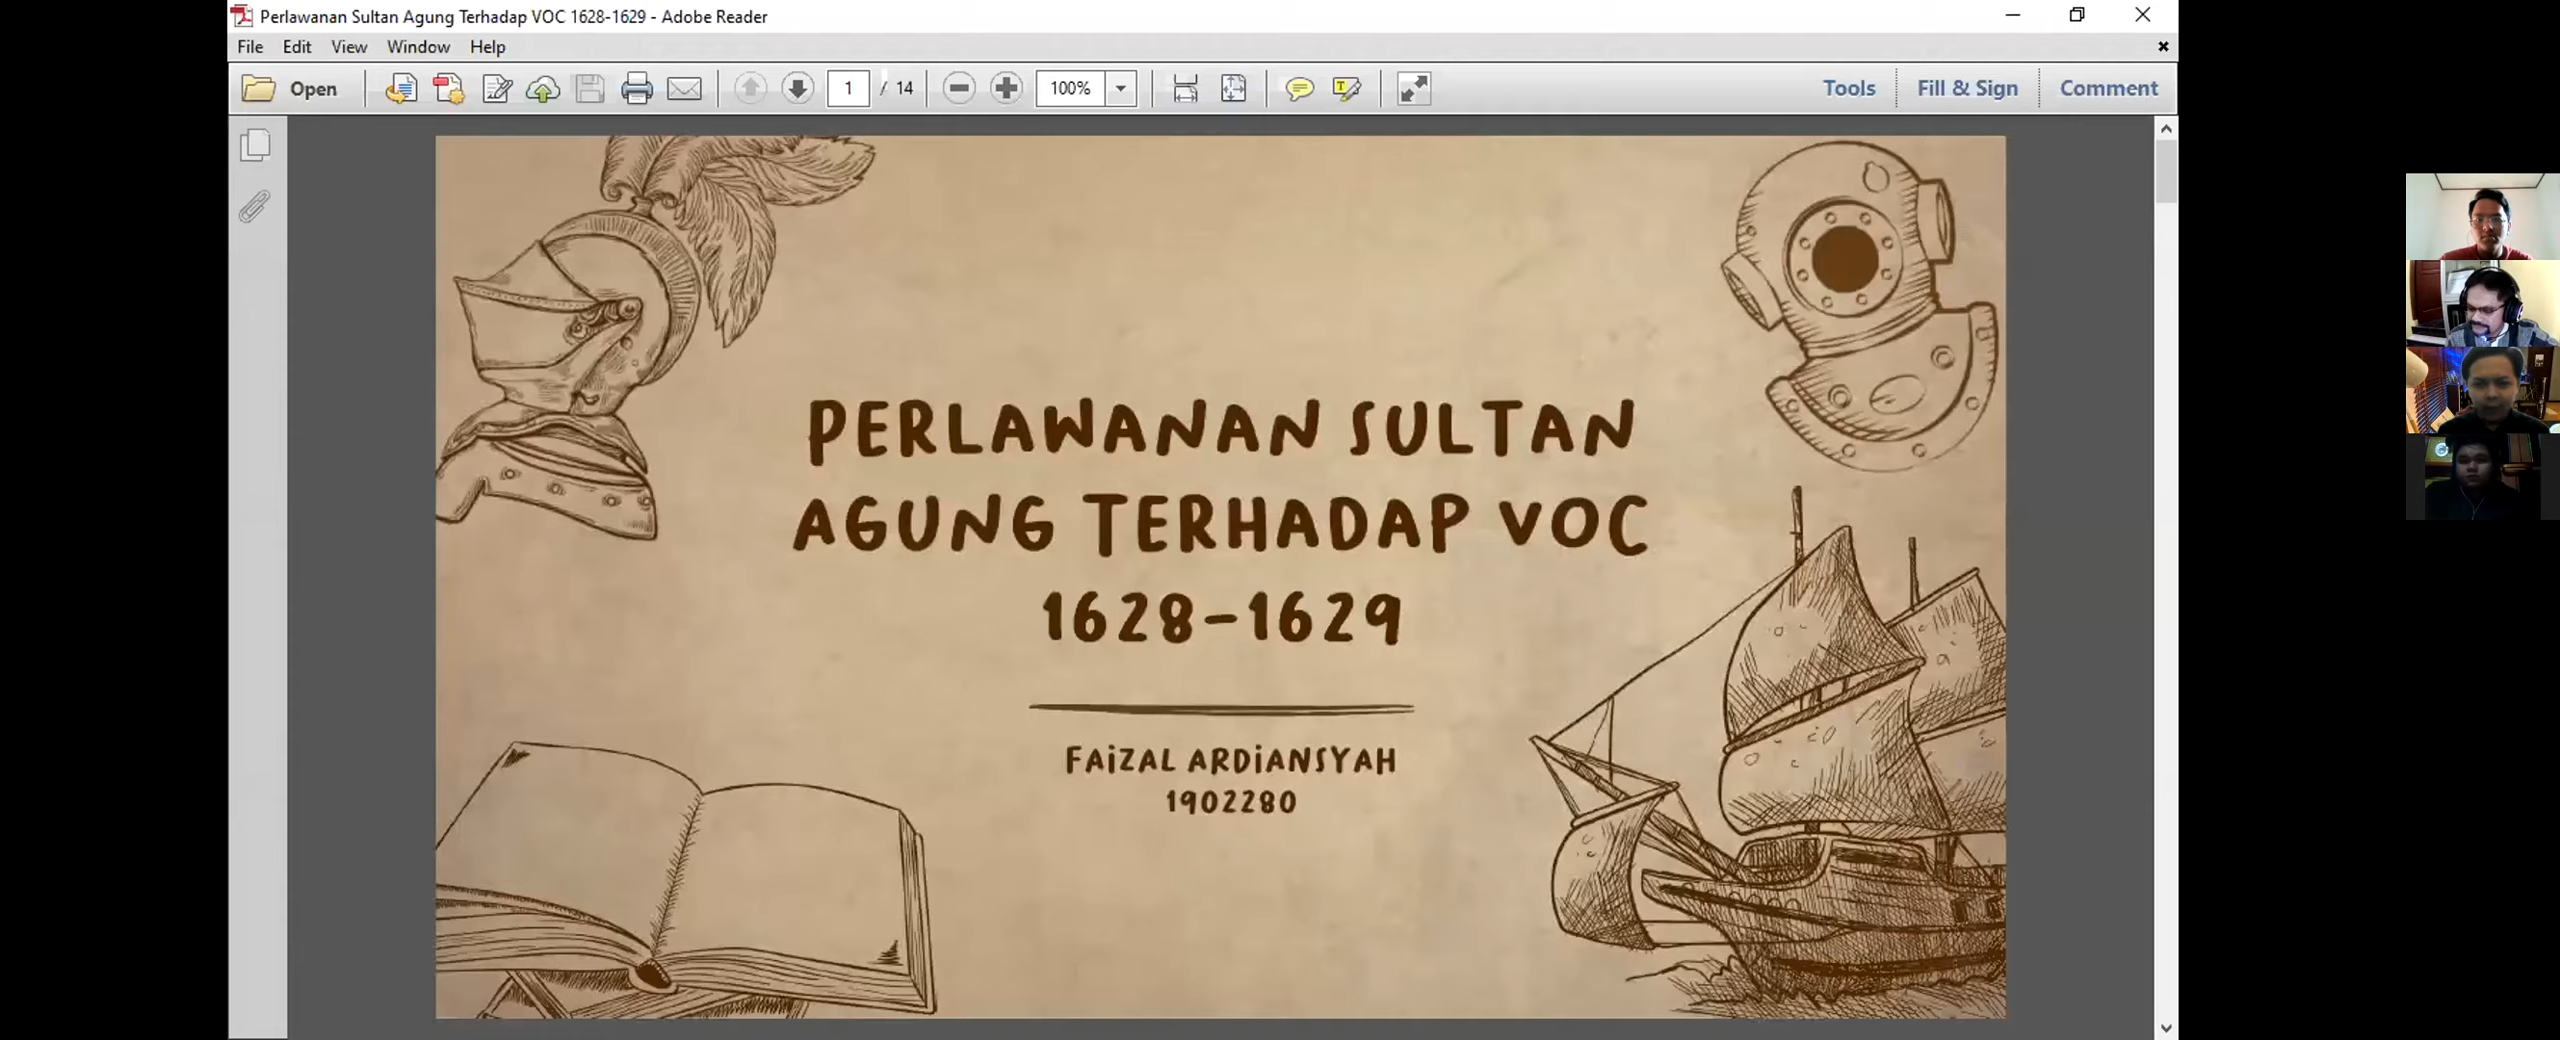 Perlawanan Sultan Agung Terhadap VOC 1628-1629 - Adobe Reader
File Edit View Window Help
Open 1 / 14 100% Tools Fill & Sign Comment
PERLAWANAN SULTAN
AGUNG TERHADAP VOC
1628-1629
FAiZAL ARDiANSYAH
1902280